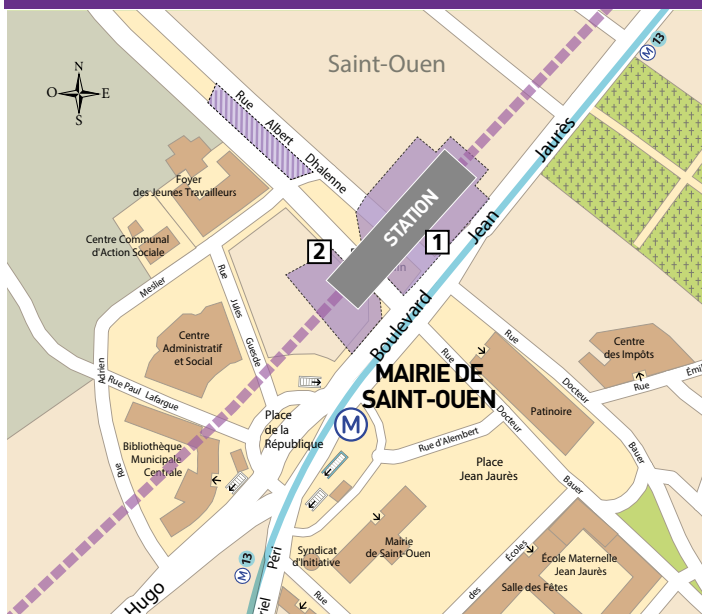 M 13
Saint-Ouen
N
O
E
S
Rue Albert Dhalenne
Jaurès
Foyer
des Jeunes Travailleurs
STATION
1
2
Jean
Centre Communal
d'Action Sociale
Meslier
Rue Jules Guesde
Boulevard
Centre
Administratif
et Social
Rue Docteur Bauer
Centre
des Impôts
MAIRIE DE
SAINT-OUEN
Rue Docteur Bauer
Rue
Adrien
Rue Paul Lafargue
Patinoire
Place
de la
République
M
Rue d'Alembert
Bibliothèque
Municipale
Centrale
Place
Jean Jaurès
Rue
Mairie
de Saint-Ouen
Syndicat
d'Initiative
Péri
M 13
des Écoles
École Maternelle
Jean Jaurès
Salle des Fêtes
Hugo
Rue